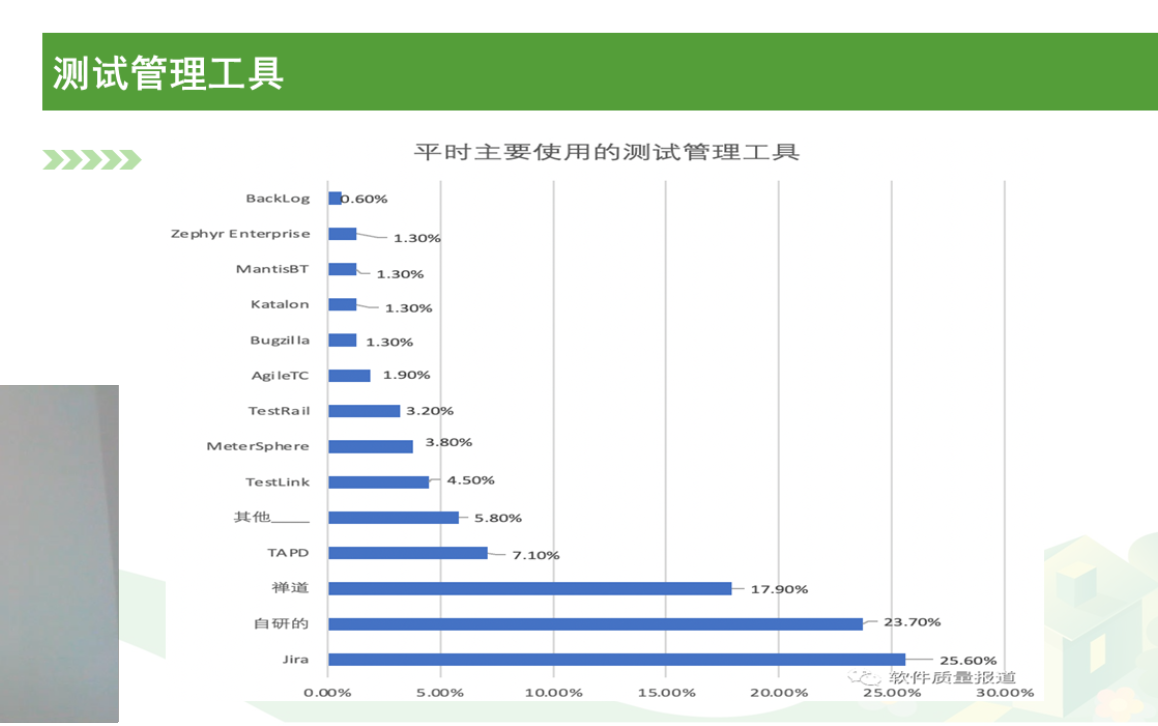 测试管理工具
平时主要使用的测试管理工具
BackLog 0.60%
Zephyr Enterprise 1.30%
MantisBT 1.30%
Katalon 1.30%
Bugzilla 1.30%
AgileTC 1.90%
TestRail 3.20%
MeterSphere 3.80%
TestLink 4.50%
其他____ 5.80%
TAPD 7.10%
禅道 17.90%
自研的 23.70%
Jira 25.60%
软件质量报道
0.00% 5.00% 10.00% 15.00% 20.00% 25.00% 30.00%